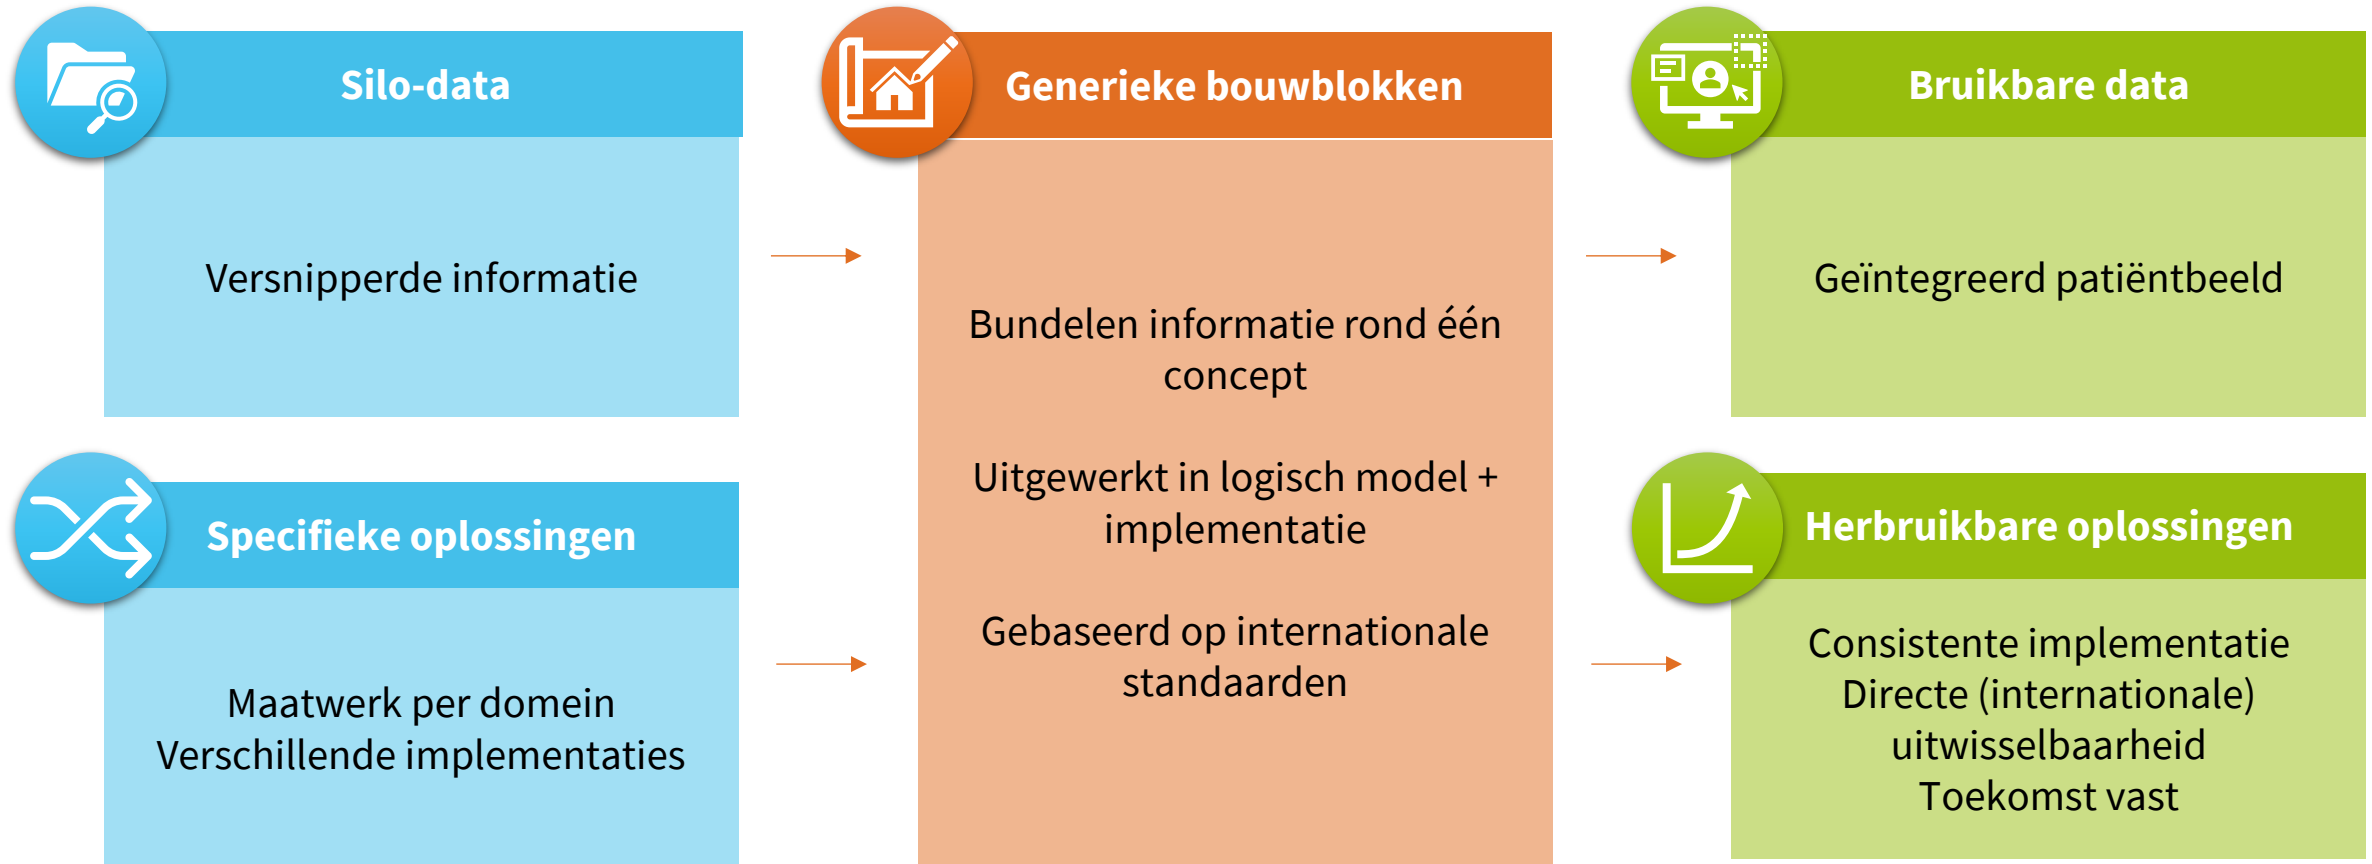 Silo-data
Versnipperde informatie
Specifieke oplossingen
Maatwerk per domein
Verschillende implementaties
Generieke bouwblokken
Bundelen informatie rond één
concept
Uitgewerkt in logisch model +
implementatie
Gebaseerd op internationale
standaarden
Bruikbare data
Geïntegreerd patiëntbeeld
Herbruikbare oplossingen
Consistente implementatie
Directe (internationale)
uitwisselbaarheid
Toekomst vast